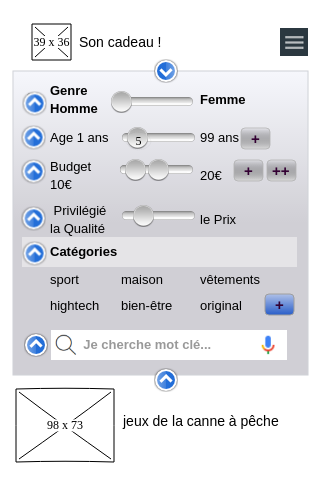 39 x 36 Son cadeau !
Genre
Homme Femme
Age 1 ans 5 99 ans +
Budget
10€ 20€ + ++
Privilégié
la Qualité le Prix
Catégories
sport maison vêtements
hightech bien-être original +
Je cherche mot clé...
98 x 73 jeux de la canne à pêche